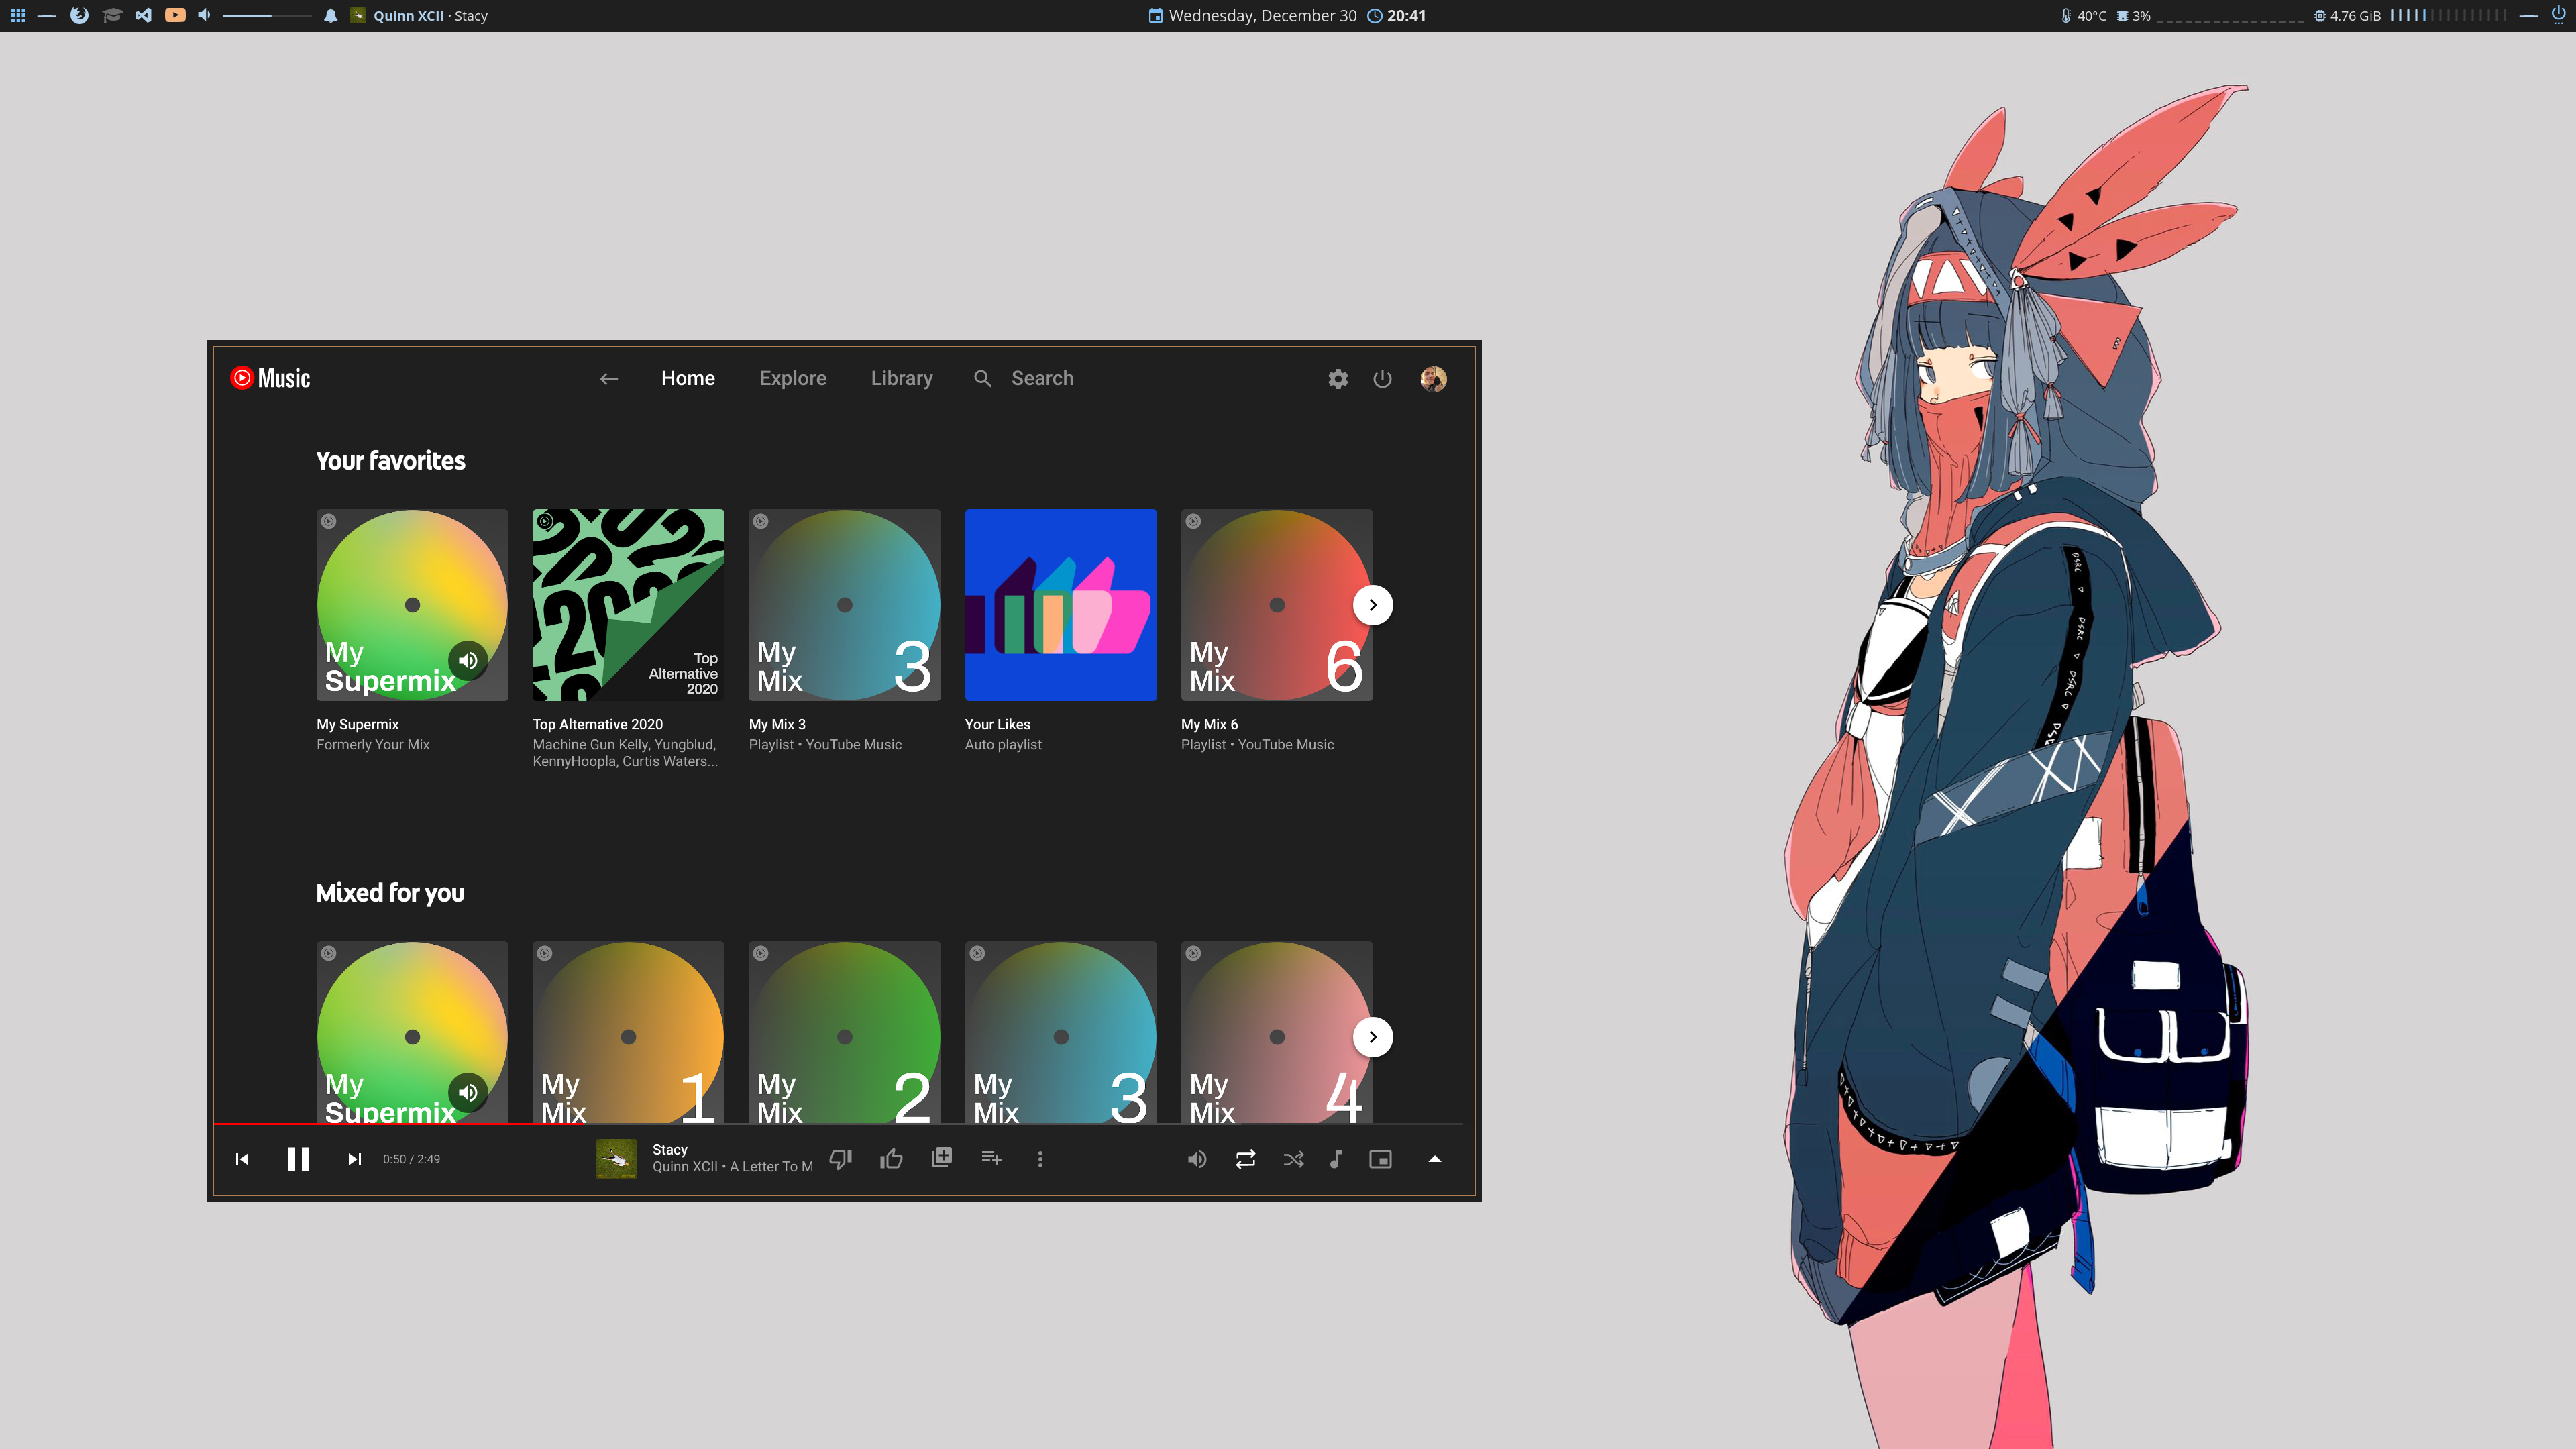 Quinn XCII · Stacy
Wednesday, December 30 20:41
40°C 3% 4.76 GiB
Music
Home Explore Library Search
Your favorites
My
Supermix
Top
Alternative
2020
My
Mix 3
My
Mix 6
My Supermix
Formerly Your Mix
Top Alternative 2020
Machine Gun Kelly, Yungblud,
KennyHoopla, Curtis Waters...
My Mix 3
Playlist • YouTube Music
Your Likes
Auto playlist
My Mix 6
Playlist • YouTube Music
Mixed for you
My
Supermix
My
Mix 1
My
Mix 2
My
Mix 3
My
Mix 4
0:50 / 2:49
Stacy
Quinn XCII • A Letter To M